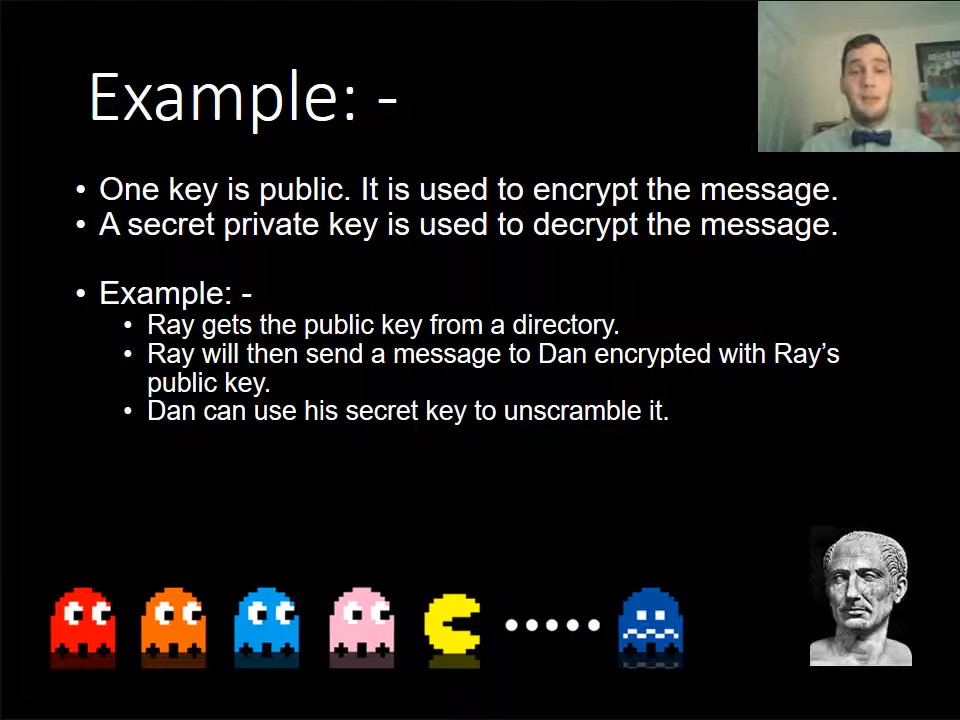 Example: -
• One key is public. It is used to encrypt the message.
• A secret private key is used to decrypt the message.
• Example: -
• Ray gets the public key from a directory.
• Ray will then send a message to Dan encrypted with Ray’s
public key.
• Dan can use his secret key to unscramble it.